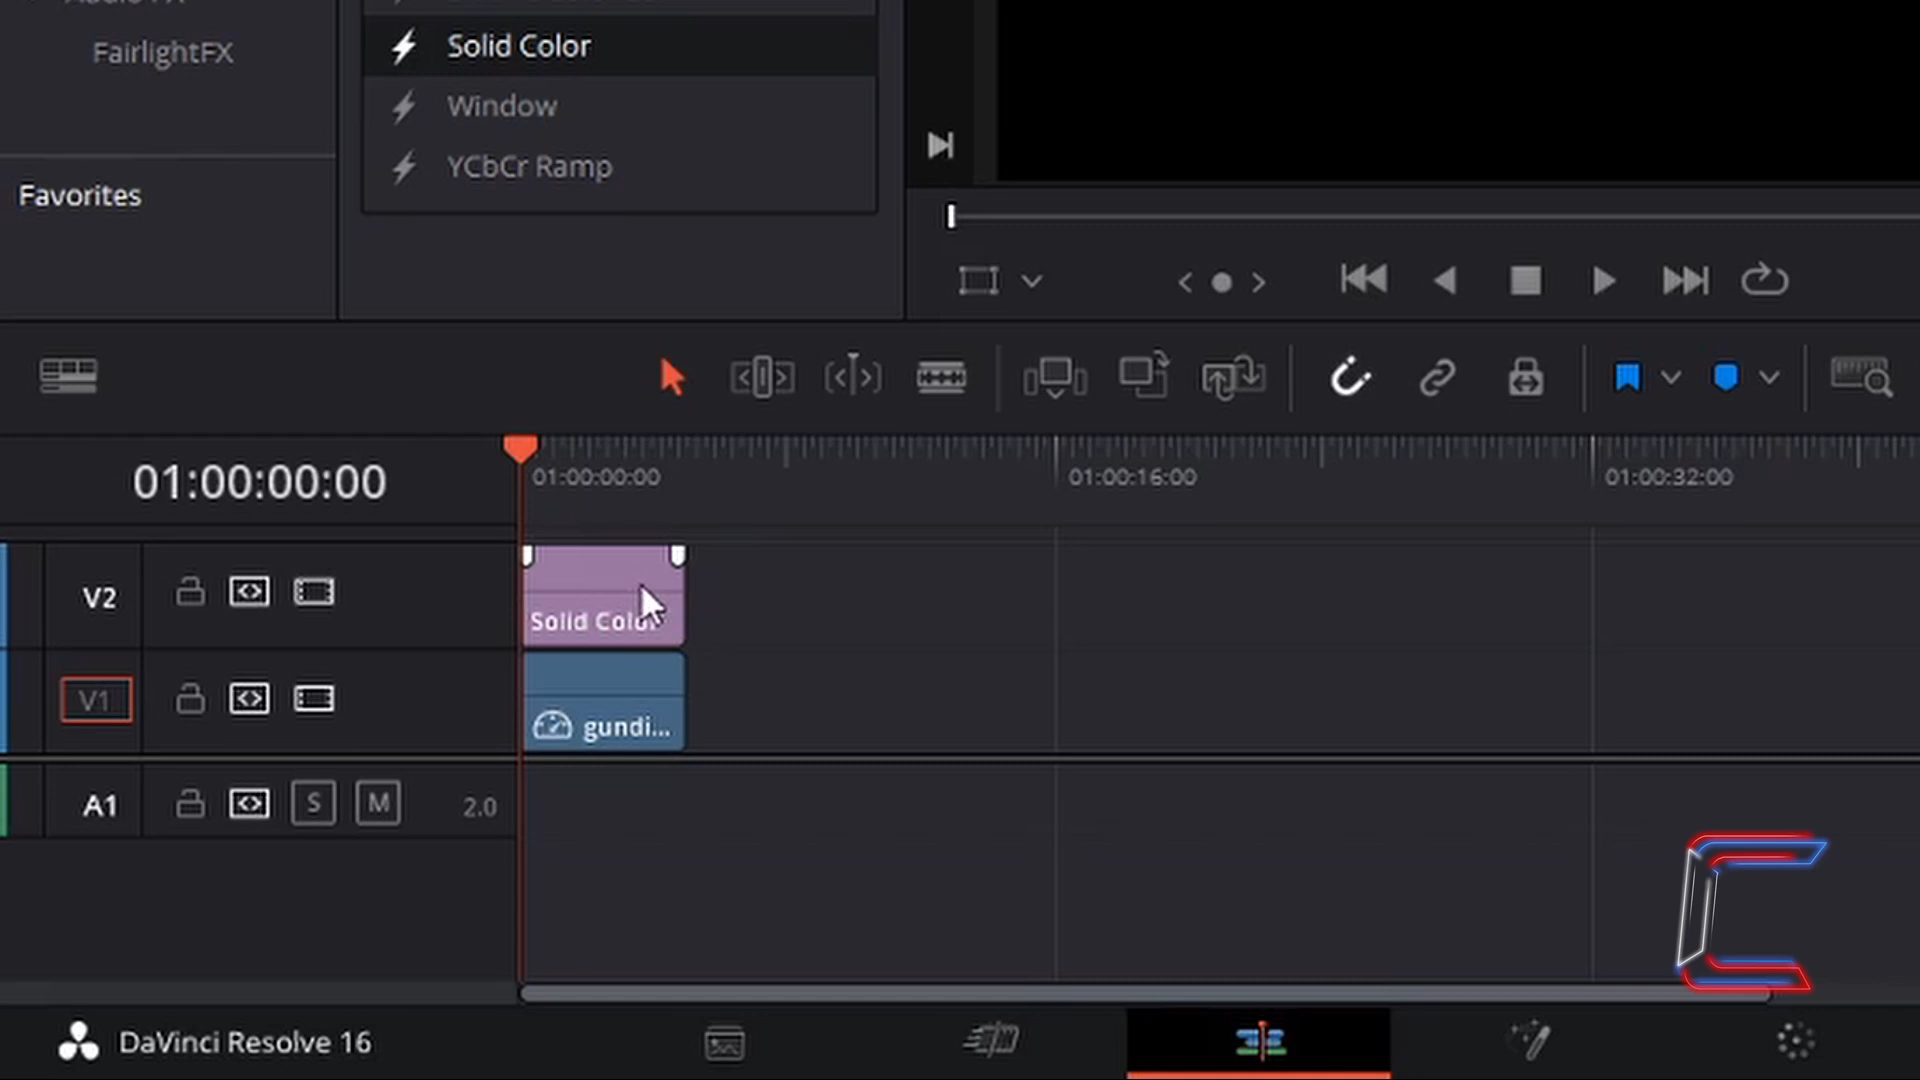 FairlightFX
Solid Color
Window
YCbCr Ramp
Favorites
01:00:00:00
01:00:00:00
01:00:16:00
01:00:32:00
V2
Solid Color
V1
gundi...
A1
S
M
2.0
DaVinci Resolve 16